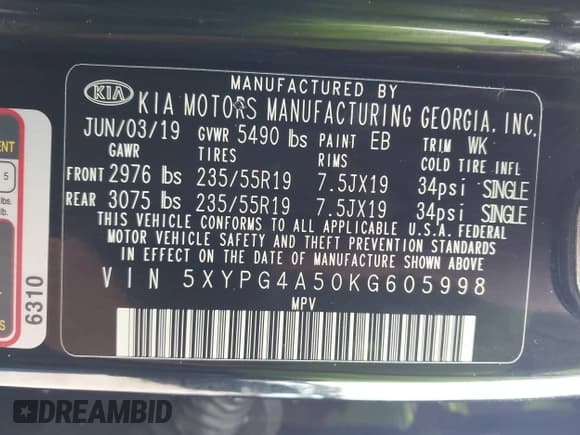 MANUFACTURED BY
KIA KIA MOTORS MANUFACTURING GEORGIA, INC.
JUN/03/19 GVWR 5490 lbs PAINT EB TRIM WK
GAWR TIRES RIMS COLD TIRE INFL
FRONT 2976 lbs 235/55R19 7.5JX19 34psi SINGLE
REAR 3075 lbs 235/55R19 7.5JX19 34psi SINGLE
THIS VEHICLE CONFORMS TO ALL APPLICABLE U.S.A. FEDERAL
MOTOR VEHICLE SAFETY AND THEFT PREVENTION STANDARDS
IN EFFECT ON THE DATE OF MANUFACTURE SHOWN ABOVE.
VIN 5XYPG4A50KG605998
MPV
5
lb.
6310
DREAMBID